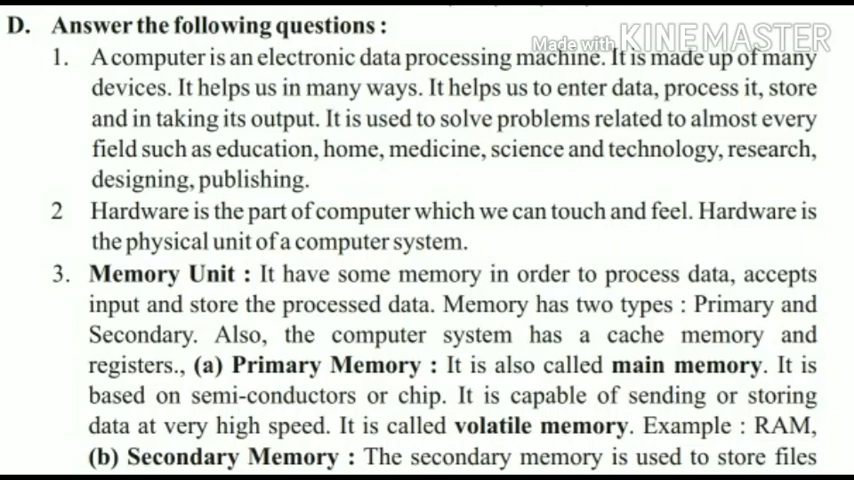 D. Answer the following questions :
Made with KINEMASTER
1. A computer is an electronic data processing machine. It is made up of many
devices. It helps us in many ways. It helps us to enter data, process it, store
and in taking its output. It is used to solve problems related to almost every
field such as education, home, medicine, science and technology, research,
designing, publishing.
2 Hardware is the part of computer which we can touch and feel. Hardware is
the physical unit of a computer system.
3. Memory Unit : It have some memory in order to process data, accepts
input and store the processed data. Memory has two types : Primary and
Secondary. Also, the computer system has a cache memory and
registers., (a) Primary Memory : It is also called main memory. It is
based on semi-conductors or chip. It is capable of sending or storing
data at very high speed. It is called volatile memory. Example : RAM,
(b) Secondary Memory : The secondary memory is used to store files